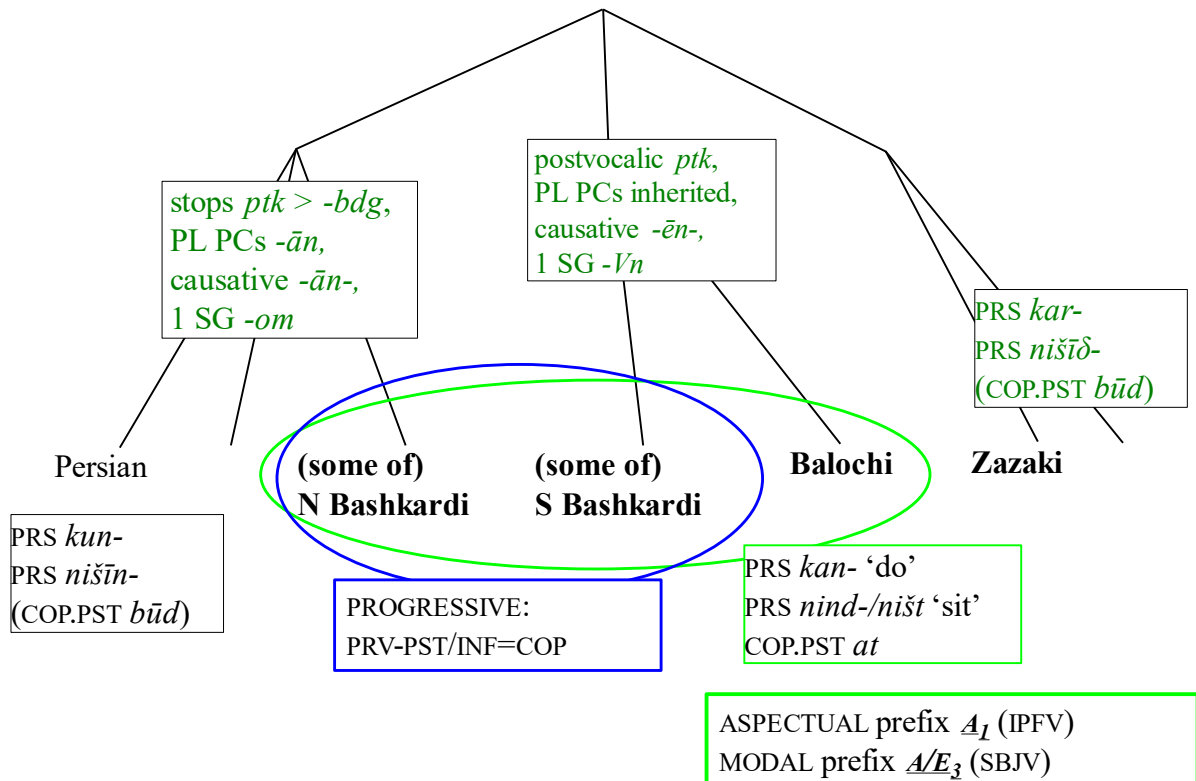 stops ptk > -bdg,
PL PCs -ān,
causative -ān-,
1 SG -om
postvocalic ptk,
PL PCs inherited,
causative -ēn-,
1 SG -Vn
PRS kar-
PRS nišīδ-
(COP.PST būd)
Persian
(some of)
N Bashkardi
(some of)
S Bashkardi
Balochi
Zazaki
PRS kun-
PRS nišīn-
(COP.PST būd)
PROGRESSIVE:
PRV-PST/INF=COP
PRS kan- ‘do’
PRS nind-/ništ ‘sit’
COP.PST at
ASPECTUAL prefix A1 (IPFV)
MODAL prefix A/E3 (SBJV)